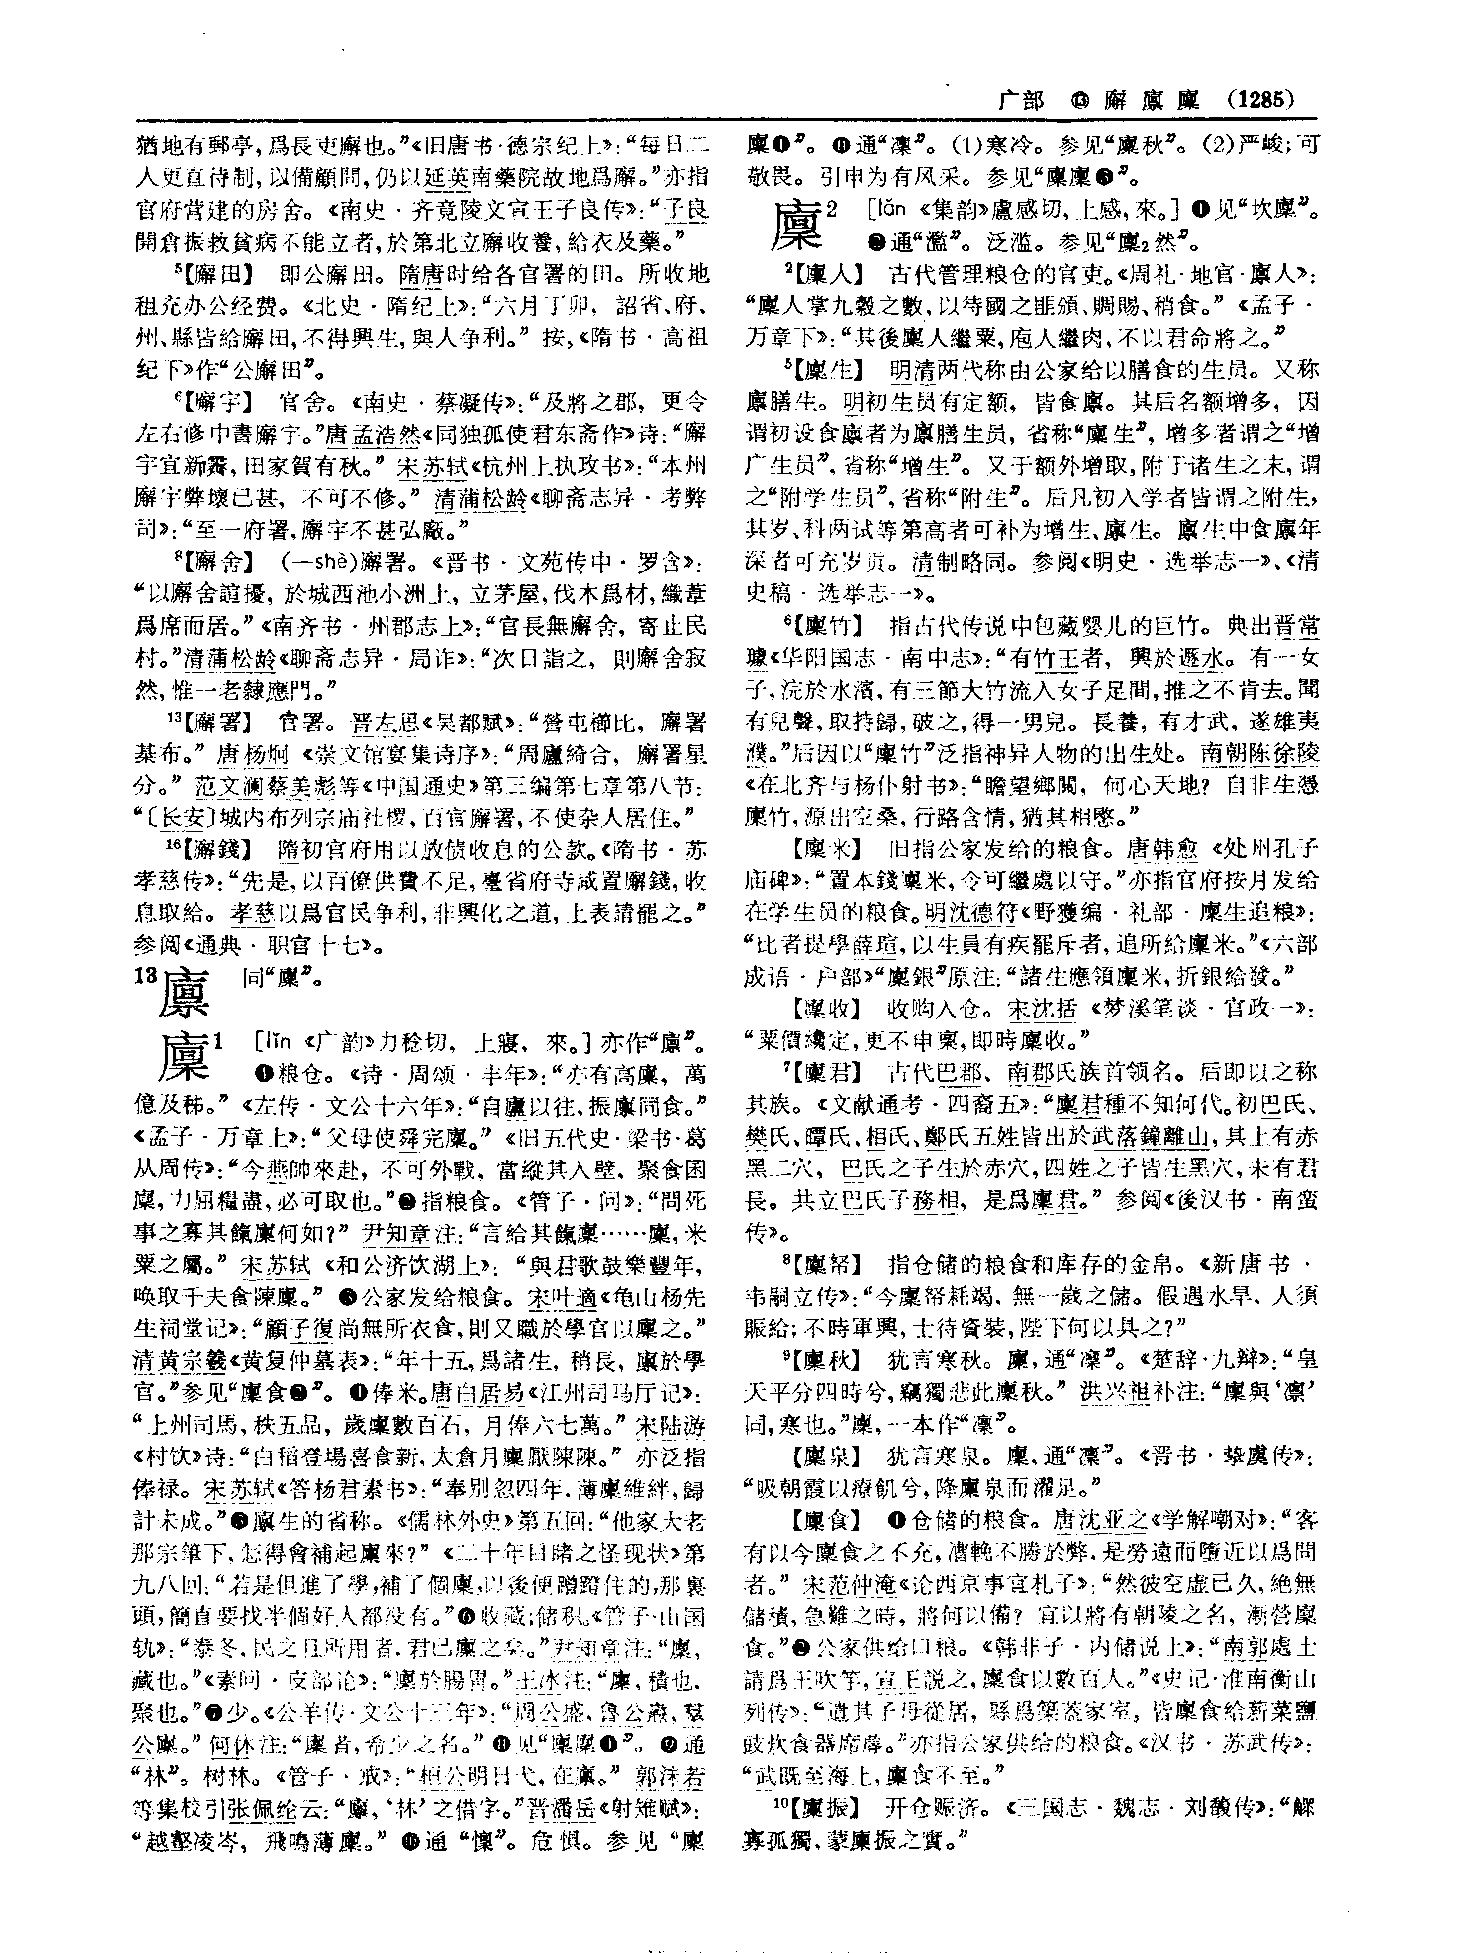 广部 ⓭ 廨 廪 廩 (1285)
猶地有郵亭，爲長吏廨也。”《旧唐书·德宗纪上》：“每日二
人更直待制，以備顧問，仍以延英南藥院故地爲廨。”亦指
官府营建的房舍。《南史·齐竟陵文宣王子良传》：“子良
開倉振救貧病不能立者，於第北立廨收養，給衣及藥。”
⁵【廨田】 即公廨田。隋唐时给各官署的田。所收地
租充办公经费。《北史·隋纪上》：“六月丁卯，詔省、府、
州、縣皆給廨田，不得興生，與人争利。”按，《隋书·高祖
纪下》作“公廨田”。
⁶【廨宇】 官舍。《南史·蔡凝传》：“及將之郡，更令
左右修中書廨宇。”唐孟浩然《同独孤使君东斋作》诗：“廨
宇宜新霽，田家賀有秋。”宋苏轼《杭州上执政书》：“本州
廨宇弊壞已甚，不可不修。”清蒲松龄《聊斋志异·考弊
司》：“至一府署，廨宇不甚弘敞。”
⁸【廨舍】 (—shè)廨署。《晋书·文苑传中·罗含》：
“以廨舍諠擾，於城西池小洲上，立茅屋，伐木爲材，織葦
爲席而居。”《南齐书·州郡志上》：“官長無廨舍，寄止民
村。”清蒲松龄《聊斋志异·局诈》：“次日詣之，則廨舍寂
然，惟一老隸應門。”
¹³【廨署】 官署。晋左思《吴都赋》：“營屯櫛比，廨署
棊布。”唐杨炯《崇文馆宴集诗序》：“周廬綺合，廨署星
分。”范文澜蔡美彪等《中国通史》第三编第七章第八节：
“〔长安〕城内布列宗庙社稷，百官廨署，不使杂人居住。”
¹⁶【廨錢】 隋初官府用以放债收息的公款。《隋书·苏
孝慈传》：“先是，以百僚供費不足，臺省府寺咸置廨錢，收
息取給。孝慈以爲官民争利，非興化之道，上表請罷之。”
参阅《通典·职官十七》。
13 廪 同“廩”。
廩1 [lǐn 《广韵》力稔切，上寢，來。] 亦作“廪”。
❶粮仓。《诗·周颂·丰年》：“亦有高廩，萬
億及秭。”《左传·文公十六年》：“自廬以往，振廩同食。”
《孟子·万章上》：“父母使舜完廩。”《旧五代史·梁书·葛
从周传》：“今燕帥來赴，不可外戰，當縱其入壁，聚食囷
廩，力屈糧盡，必可取也。”❷指粮食。《管子·问》：“問死
事之寡其餼廩何如？”尹知章注：“言給其餼廩……廩，米
粟之屬。”宋苏轼《和公济饮湖上》：“與君歌鼓樂豐年，
唤取千夫食陳廩。”❸公家发给粮食。宋叶適《龟山杨先
生祠堂记》：“顧子復尚無所衣食，則又職於學官以廩之。”
清黄宗羲《黄复仲墓表》：“年十五，爲諸生，稍長，廩於學
官。”参见“廩食❷”。❹俸米。唐白居易《江州司马厅记》：
“上州司馬，秩五品，歲廩數百石，月俸六七萬。”宋陆游
《村饮》诗：“白稻登場喜食新，太倉月廩厭陳陳。”亦泛指
俸禄。宋苏轼《答杨君素书》：“奉别忽四年，薄廩維絆，歸
計未成。”❺廩生的省称。《儒林外史》第五回：“他家大老
那宗筆下，怎得會補起廩來？”《二十年目睹之怪现状》第
九八回：“若是但進了學，補了個廩，以後便蹭蹬住的，那裏
頭，簡直要找半個好人都没有。”❻收藏；储积。《管子·山国
轨》：“泰冬，民之且所用者，君已廩之矣。”尹知章注：“廩，
藏也。”《素问·皮部论》：“廩於腸胃。”王冰注：“廩，積也，
聚也。”❼少。《公羊传·文公十三年》：“周公盛，魯公燾，羣
公廩。”何休注：“廩者，希少之名。”❽见“廩廩❶”。❾通
“林”。树林。《管子·戒》：“桓公明日弋，在廩。”郭沫若
等集校引张佩纶云：“廩，‘林’之借字。”晋潘岳《射雉赋》：
“越壑凌岑，飛鳴薄廩。”❿通“懍”。危惧。参见“廩
廩❶”。⓫通“凜”。(1)寒冷。参见“廩秋”。(2)严峻；可
敬畏。引申为有风采。参见“廩廩❸”。
廩2 [lǎn 《集韵》盧感切，上感，來。] ❶见“坎廩”。
❷通“濫”。泛滥。参见“廩₂然”。
²【廩人】 古代管理粮仓的官吏。《周礼·地官·廪人》：
“廩人掌九穀之數，以待國之匪頒、賙賜、稍食。”《孟子·
万章下》：“其後廩人繼粟，庖人繼肉，不以君命將之。”
⁵【廩生】 明清两代称由公家给以膳食的生员。又称
廪膳生。明初生员有定额，皆食廪。其后名额增多，因
谓初设食廪者为廪膳生员，省称“廩生”，增多者谓之“增
广生员”，省称“增生”。又于额外增取，附于诸生之末，谓
之“附学生员”，省称“附生”。后凡初入学者皆谓之附生，
其岁、科两试等第高者可补为增生、廪生。廪生中食廪年
深者可充岁贡。清制略同。参阅《明史·选举志一》、《清
史稿·选举志一》。
⁶【廩竹】 指古代传说中包藏婴儿的巨竹。典出晋常
璩《华阳国志·南中志》：“有竹王者，興於遯水。有一女
子，浣於水濱，有三節大竹流入女子足間，推之不肯去。聞
有兒聲，取持歸，破之，得一男兒。長養，有才武，遂雄夷
濮。”后因以“廩竹”泛指神异人物的出生处。南朝陈徐陵
《在北齐与杨仆射书》：“瞻望鄉關，何心天地？自非生憑
廩竹，源出空桑，行路含情，猶其相愍。”
【廩米】 旧指公家发给的粮食。唐韩愈《处州孔子
庙碑》：“置本錢廩米，令可繼處以守。”亦指官府按月发给
在学生员的粮食。明沈德符《野獲编·礼部·廩生追粮》：
“比者提學薛瑄，以生員有疾罷斥者，追所給廩米。”《六部
成语·户部》“廩銀”原注：“諸生應領廩米，折銀給發。”
【廩收】 收购入仓。宋沈括《梦溪笔谈·官政一》：
“粟價纔定，更不申稟，即時廩收。”
⁷【廩君】 古代巴郡、南郡氏族首领名。后即以之称
其族。《文献通考·四裔五》：“廩君種不知何代。初巴氏、
樊氏、瞫氏、相氏、鄭氏五姓皆出於武落鐘離山，其上有赤
黑二穴，巴氏之子生於赤穴，四姓之子皆生黑穴，未有君
長。共立巴氏子務相，是爲廩君。”参阅《後汉书·南蛮
传》。
⁸【廩帑】 指仓储的粮食和库存的金帛。《新唐书·
韦嗣立传》：“今廩帑耗竭，無一歲之儲。假遇水旱，人須
賑給；不時軍興，士待資裝，陛下何以具之？”
⁹【廩秋】 犹言寒秋。廩，通“凜”。《楚辞·九辩》：“皇
天平分四時兮，竊獨悲此廩秋。”洪兴祖补注：“廩與‘凜’
同，寒也。”廩，一本作“凜”。
【廩泉】 犹言寒泉。廩，通“凜”。《晋书·挚虞传》：
“吸朝霞以療飢兮，降廩泉而濯足。”
【廩食】 ❶仓储的粮食。唐沈亚之《学解嘲对》：“客
有以今廩食之不充，漕輓不勝於弊，是勞遠而墮近以爲問
者。”宋范仲淹《论西京事宜札子》：“然彼空虚已久，絶無
儲積，急難之時，將何以備？宜以將有朝陵之名，漸營廩
食。”❷公家供给口粮。《韩非子·内储说上》：“南郭處士
請爲王吹竽，宣王説之，廩食以數百人。”《史记·淮南衡山
列传》：“遣其子母從居，縣爲築蓋家室，皆廩食給薪菜鹽
豉炊食器席蓐。”亦指公家供给的粮食。《汉书·苏武传》：
“武既至海上，廩食不至。”
¹⁰【廩振】 开仓赈济。《三国志·魏志·刘馥传》：“鰥
寡孤獨，蒙廩振之實。”